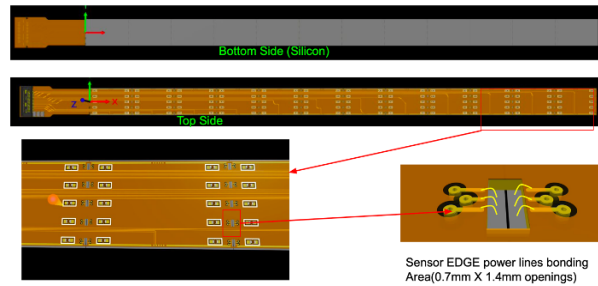 Bottom Side (Silicon)
Z
X
Top Side
Sensor EDGE power lines bonding
Area(0.7mm X 1.4mm openings)